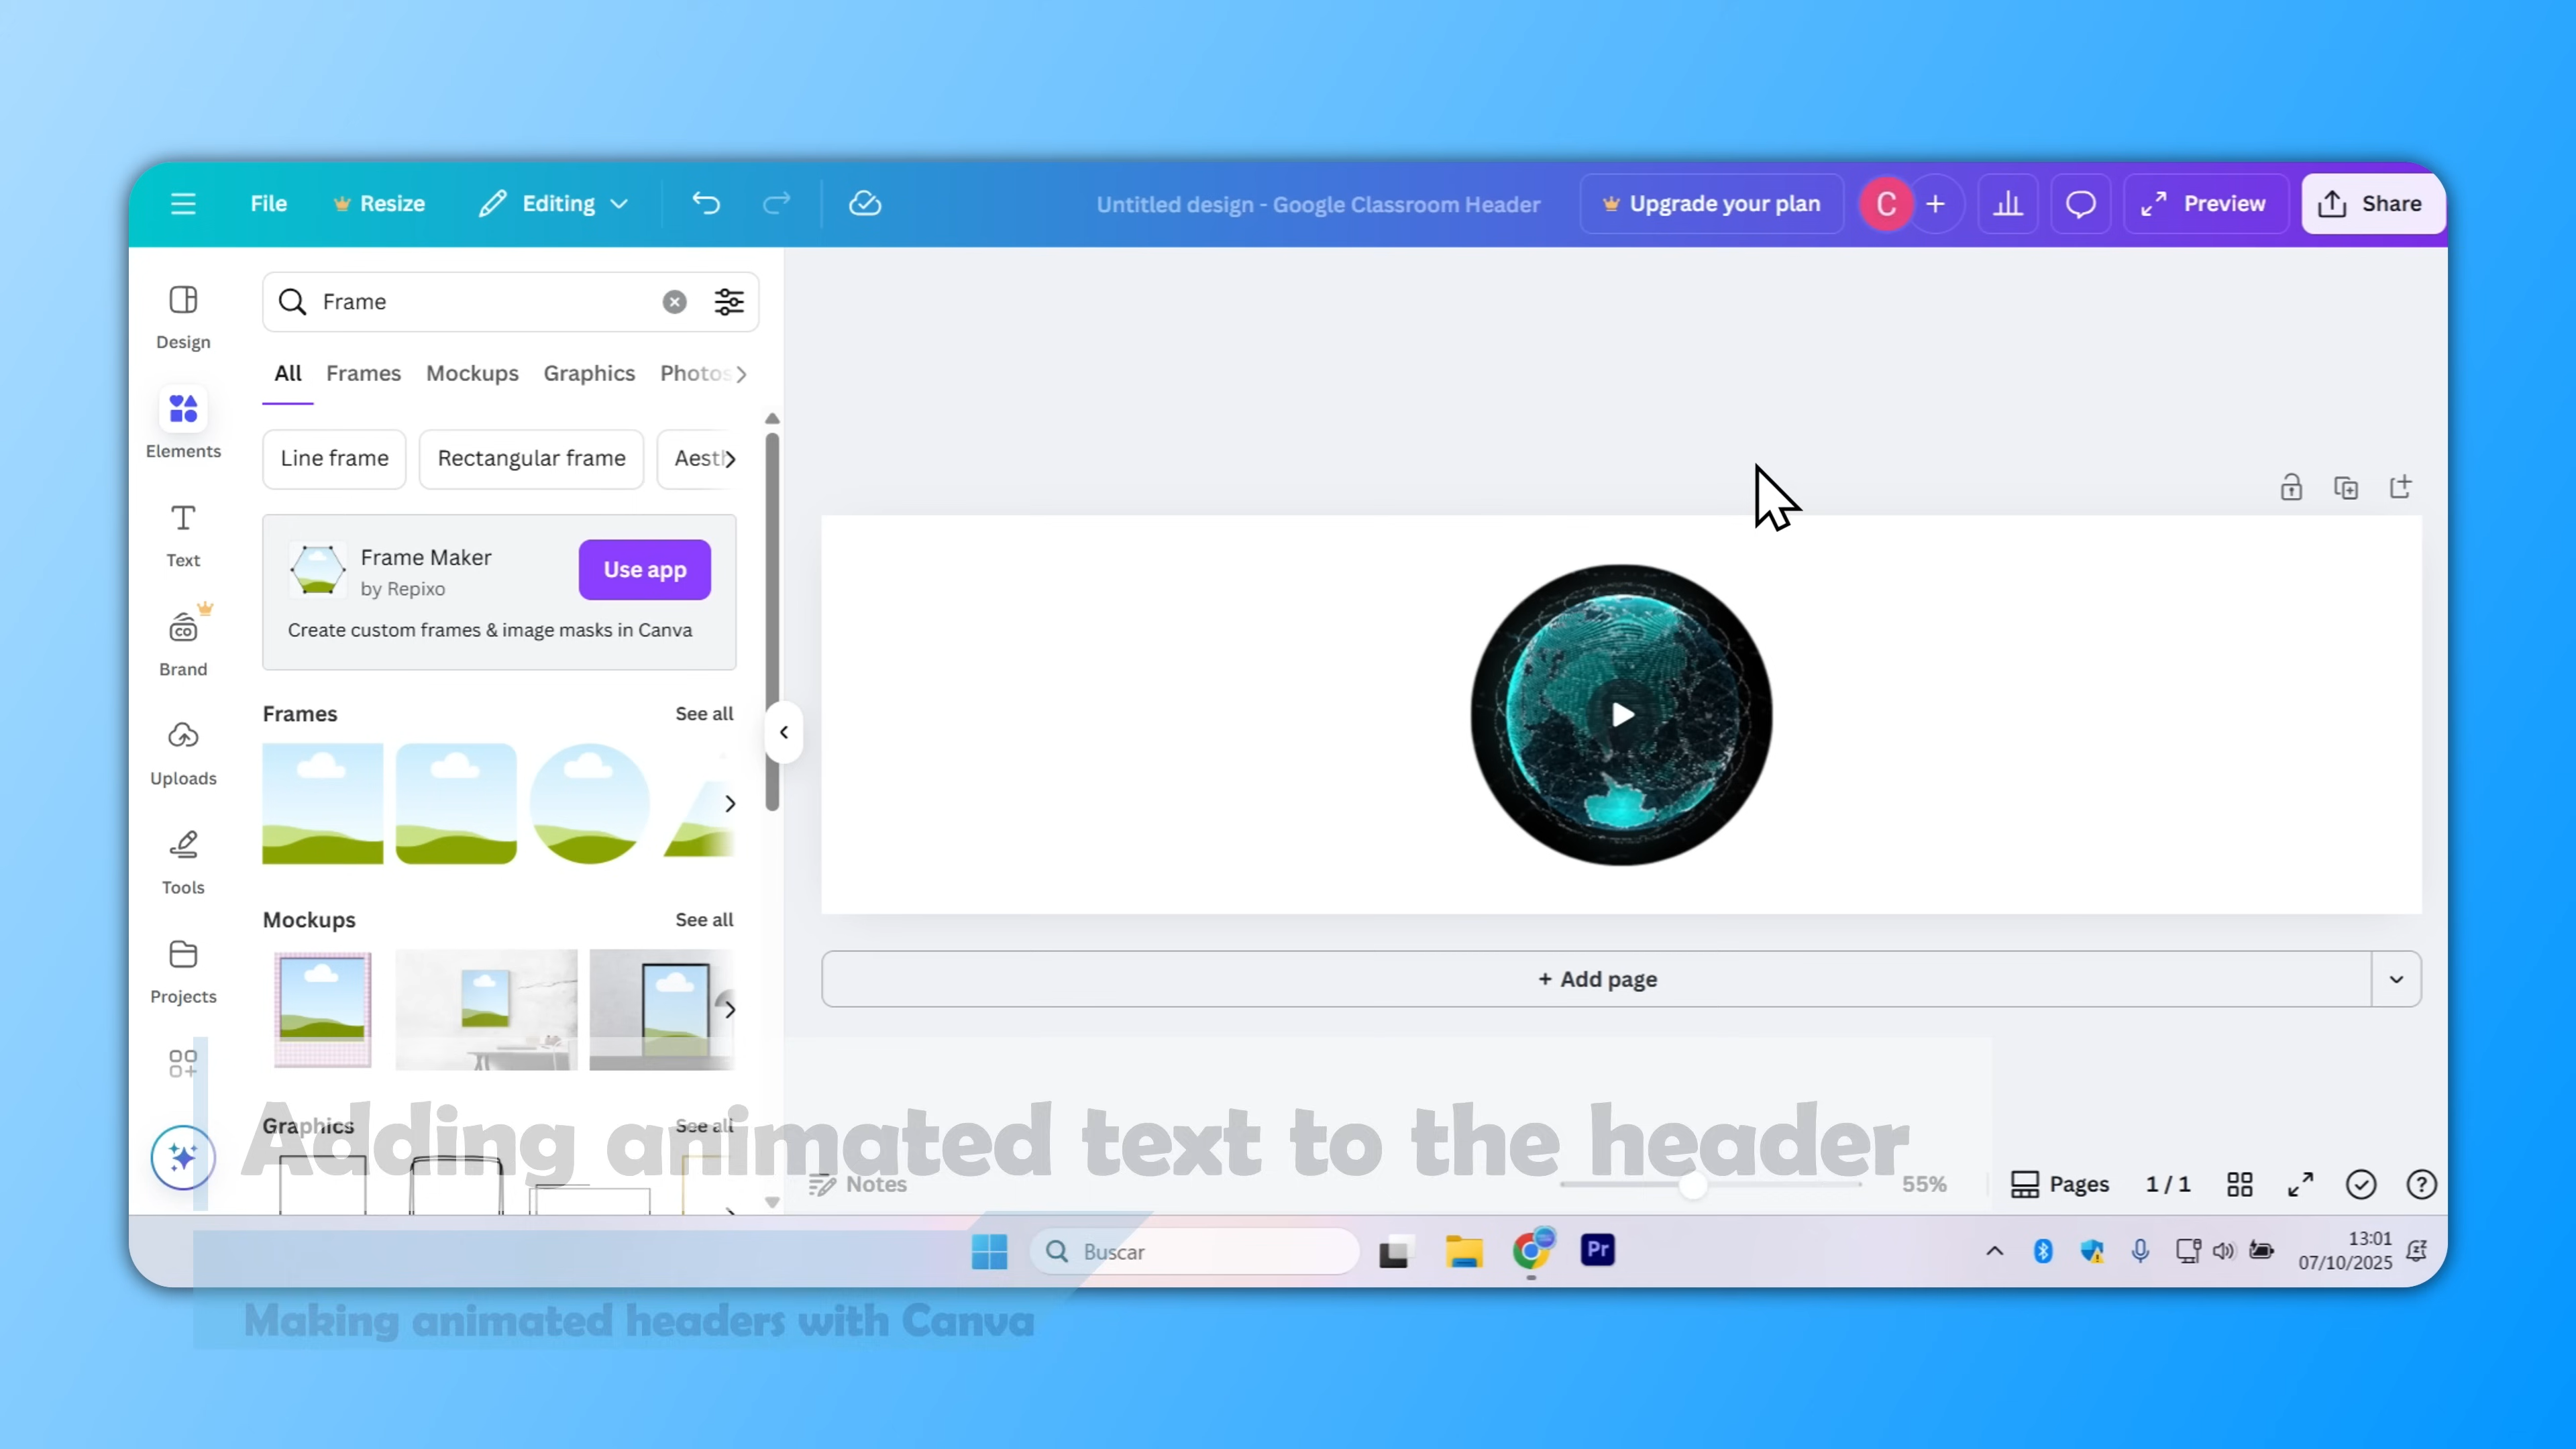 File
Resize
Editing
Untitled design - Google Classroom Header
Upgrade your plan
C
Preview
Share
Design
Elements
Text
Brand
Uploads
Tools
Projects
Frame
All
Frames
Mockups
Graphics
Photos
Line frame
Rectangular frame
Aesth
Frame Maker
by Repixo
Use app
Create custom frames & image masks in Canva
Frames
See all
Mockups
See all
Graphics
See all
+ Add page
Adding animated text to the header
Notes
55%
Pages
1 / 1
Buscar
Pr
13:01
07/10/2025
Making animated headers with Canva